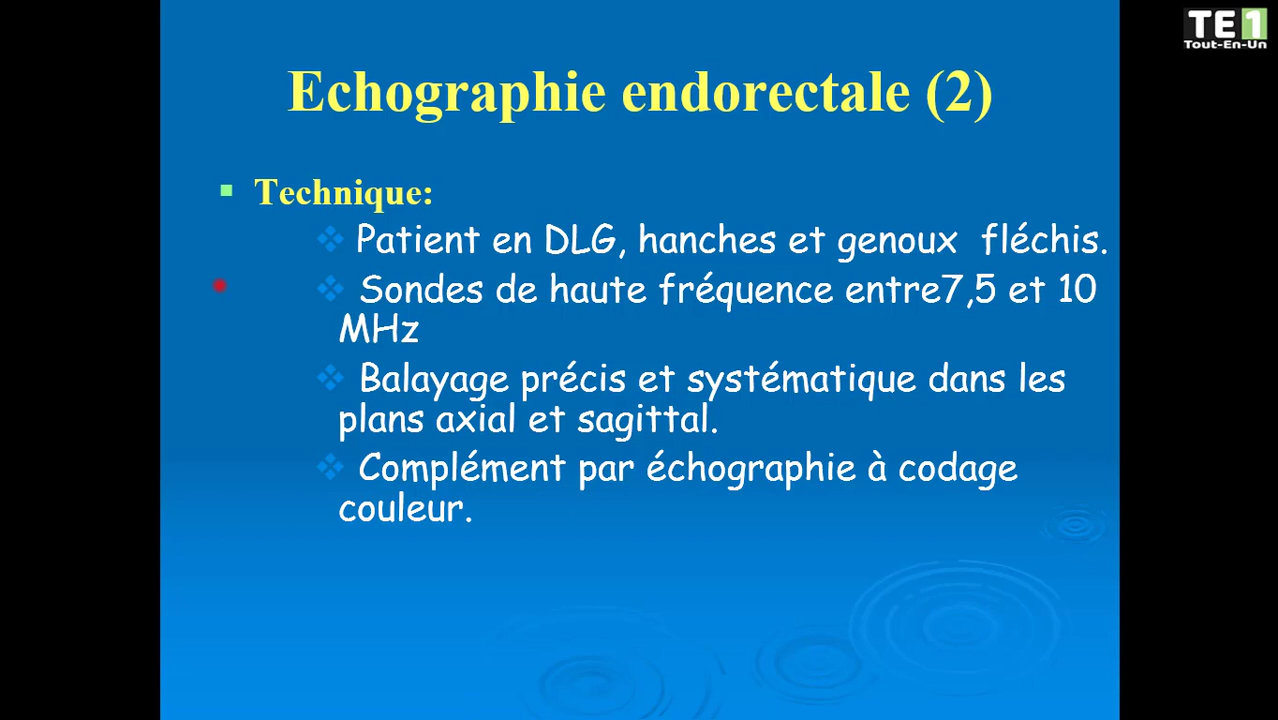 TE1
Tout-En-Un
Echographie endorectale (2)
Technique:
Patient en DLG, hanches et genoux fléchis.
Sondes de haute fréquence entre7,5 et 10
MHz
Balayage précis et systématique dans les
plans axial et sagittal.
Complément par échographie à codage
couleur.